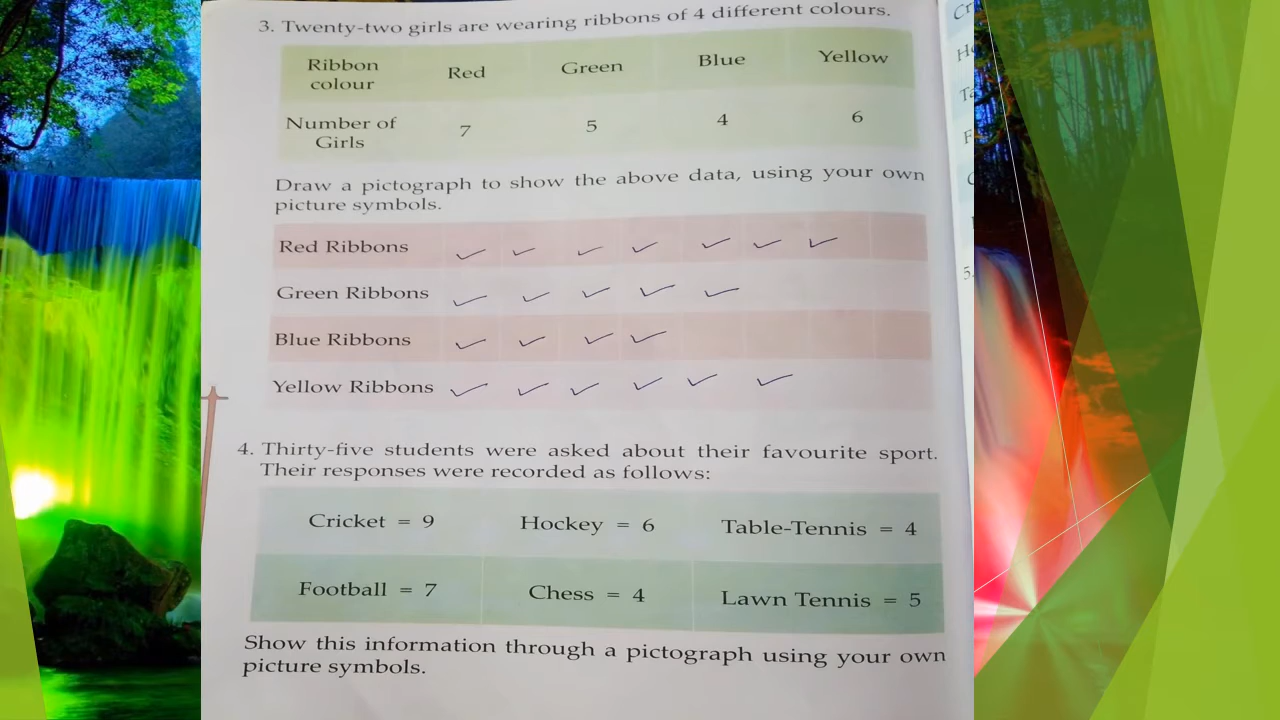 3. Twenty-two girls are wearing ribbons of 4 different colours.
Ribbon colour Red Green Blue Yellow
Number of Girls 7 5 4 6
Draw a pictograph to show the above data, using your own
picture symbols.
Red Ribbons ✓ ✓ ✓ ✓ ✓ ✓ ✓
Green Ribbons ✓ ✓ ✓ ✓ ✓
Blue Ribbons ✓ ✓ ✓ ✓
Yellow Ribbons ✓ ✓ ✓ ✓ ✓ ✓
4. Thirty-five students were asked about their favourite sport.
Their responses were recorded as follows:
Cricket = 9 Hockey = 6 Table-Tennis = 4
Football = 7 Chess = 4 Lawn Tennis = 5
Show this information through a pictograph using your own
picture symbols.